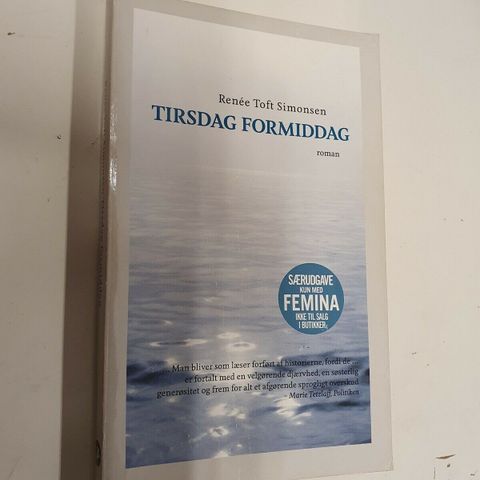 Renée Toft Simonsen
TIRSDAG FORMIDDAG
roman
SÆRUDGAVE
KUN MED
FEMINA
IKKE TIL SALG
I BUTIKKER
Man bliver som læser forført af historierne, fordi de ...
er fortalt med en velgørende djærvhed, en søsterlig
generøsitet og frem for alt et afgørende sprogligt overskud
– Marie Tetzlaff, Politiken